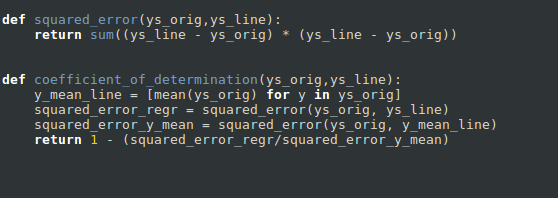 def squared_error(ys_orig,ys_line):
    return sum((ys_line - ys_orig) * (ys_line - ys_orig))
def coefficient_of_determination(ys_orig,ys_line):
    y_mean_line = [mean(ys_orig) for y in ys_orig]
    squared_error_regr = squared_error(ys_orig, ys_line)
    squared_error_y_mean = squared_error(ys_orig, y_mean_line)
    return 1 - (squared_error_regr/squared_error_y_mean)